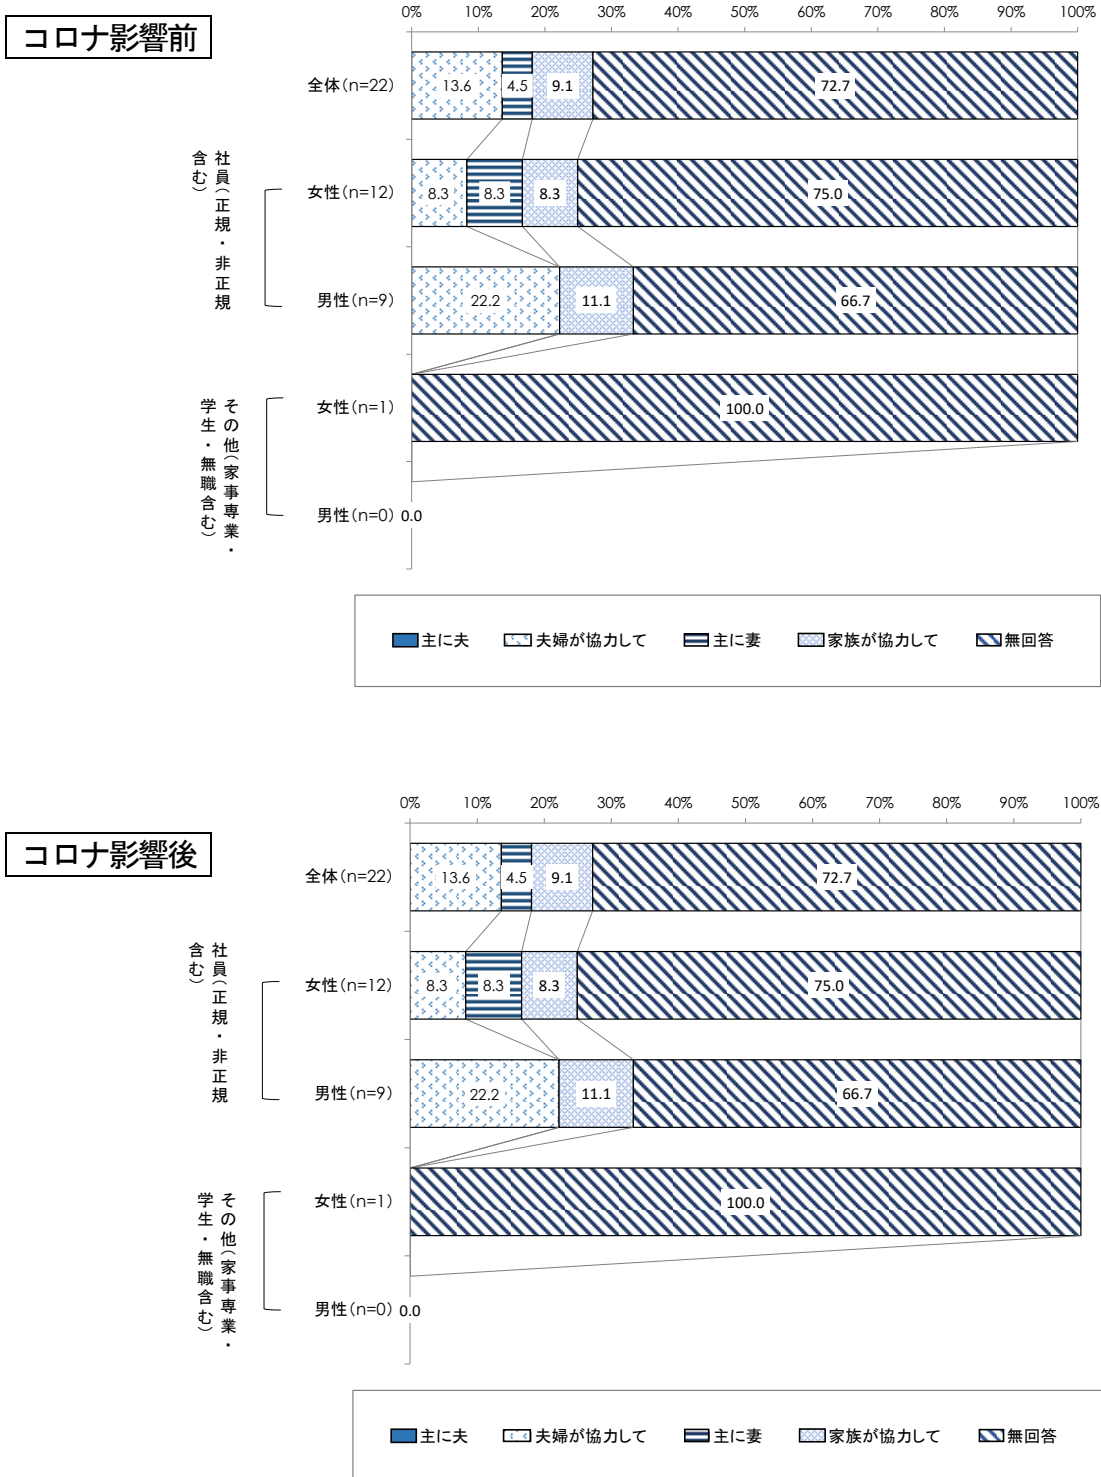 コロナ影響前
0% 10% 20% 30% 40% 50% 60% 70% 80% 90% 100%
全体(n=22) 13.6 4.5 9.1 72.7
社員(正規・非正規
含む)
女性(n=12) 8.3 8.3 8.3 75.0
男性(n=9) 22.2 11.1 66.7
その他(家事専業・
学生・無職含む)
女性(n=1) 100.0
男性(n=0) 0.0
主に夫 夫婦が協力して 主に妻 家族が協力して 無回答
コロナ影響後
0% 10% 20% 30% 40% 50% 60% 70% 80% 90% 100%
全体(n=22) 13.6 4.5 9.1 72.7
社員(正規・非正規
含む)
女性(n=12) 8.3 8.3 8.3 75.0
男性(n=9) 22.2 11.1 66.7
その他(家事専業・
学生・無職含む)
女性(n=1) 100.0
男性(n=0) 0.0
主に夫 夫婦が協力して 主に妻 家族が協力して 無回答